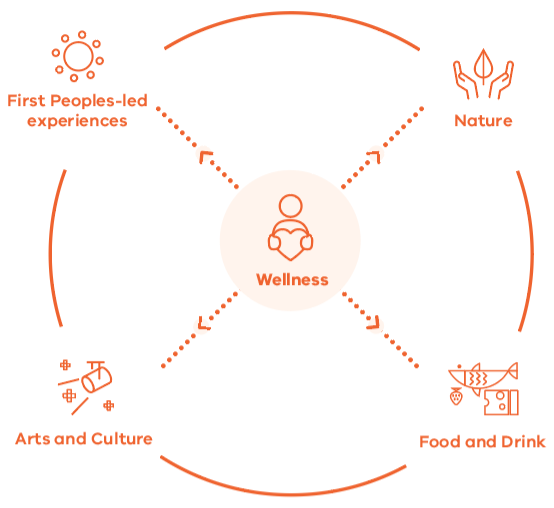 First Peoples-led
experiences
Nature
Wellness
Arts and Culture
Food and Drink